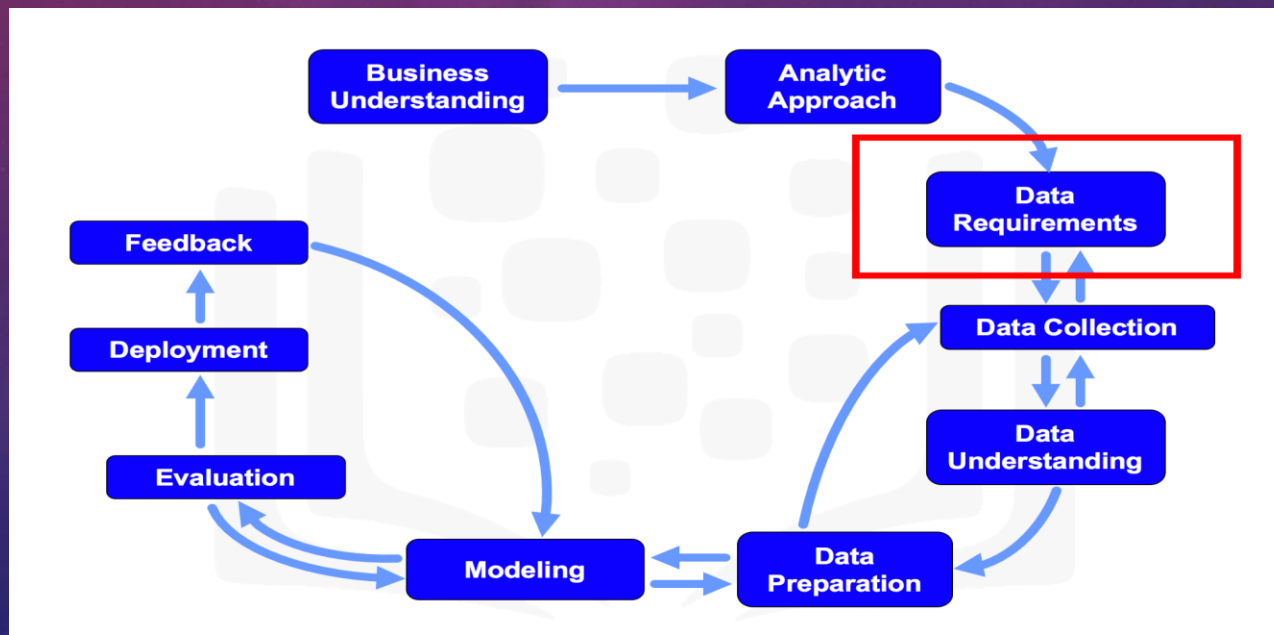 Business
Understanding
Analytic
Approach
Data
Requirements
Feedback
Data Collection
Deployment
Data
Understanding
Evaluation
Modeling
Data
Preparation